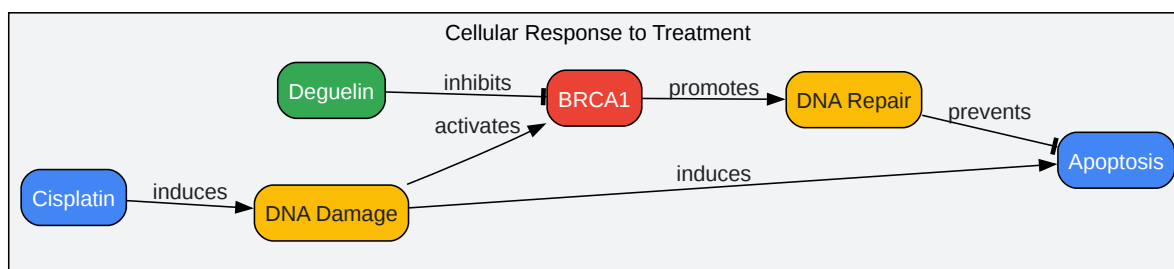 Cellular Response to Treatment
Deguelin
inhibits
BRCA1
promotes
DNA Repair
prevents
Apoptosis
activates
Cisplatin
induces
DNA Damage
induces